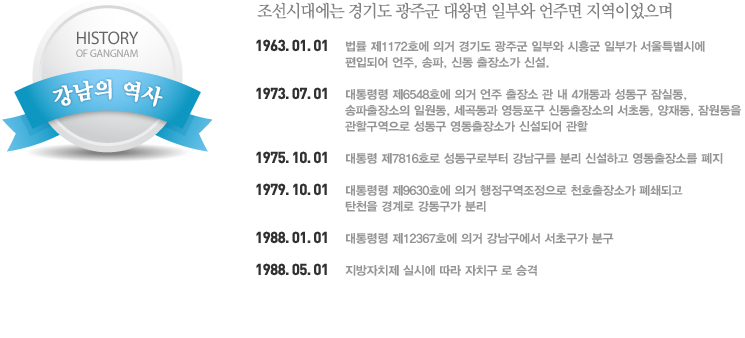 HISTORY
OF GANGNAM
강남의 역사
조선시대에는 경기도 광주군 대왕면 일부와 언주면 지역이었으며
1963. 01. 01 법률 제1172호에 의거 경기도 광주군 일부와 시흥군 일부가 서울특별시에
편입되어 언주, 송파, 신동 출장소가 신설.
1973. 07. 01 대통령령 제6548호에 의거 언주 출장소 관 내 4개동과 성동구 잠실동,
송파출장소의 일원동, 세곡동과 영등포구 신동출장소의 서초동, 양재동, 잠원동을
관할구역으로 성동구 영동출장소가 신설되어 관할
1975. 10. 01 대통령 제7816호로 성동구로부터 강남구를 분리 신설하고 영동출장소를 폐지
1979. 10. 01 대통령령 제9630호에 의거 행정구역조정으로 천호출장소가 폐쇄되고
탄천을 경계로 강동구가 분리
1988. 01. 01 대통령령 제12367호에 의거 강남구에서 서초구가 분구
1988. 05. 01 지방자치제 실시에 따라 자치구 로 승격